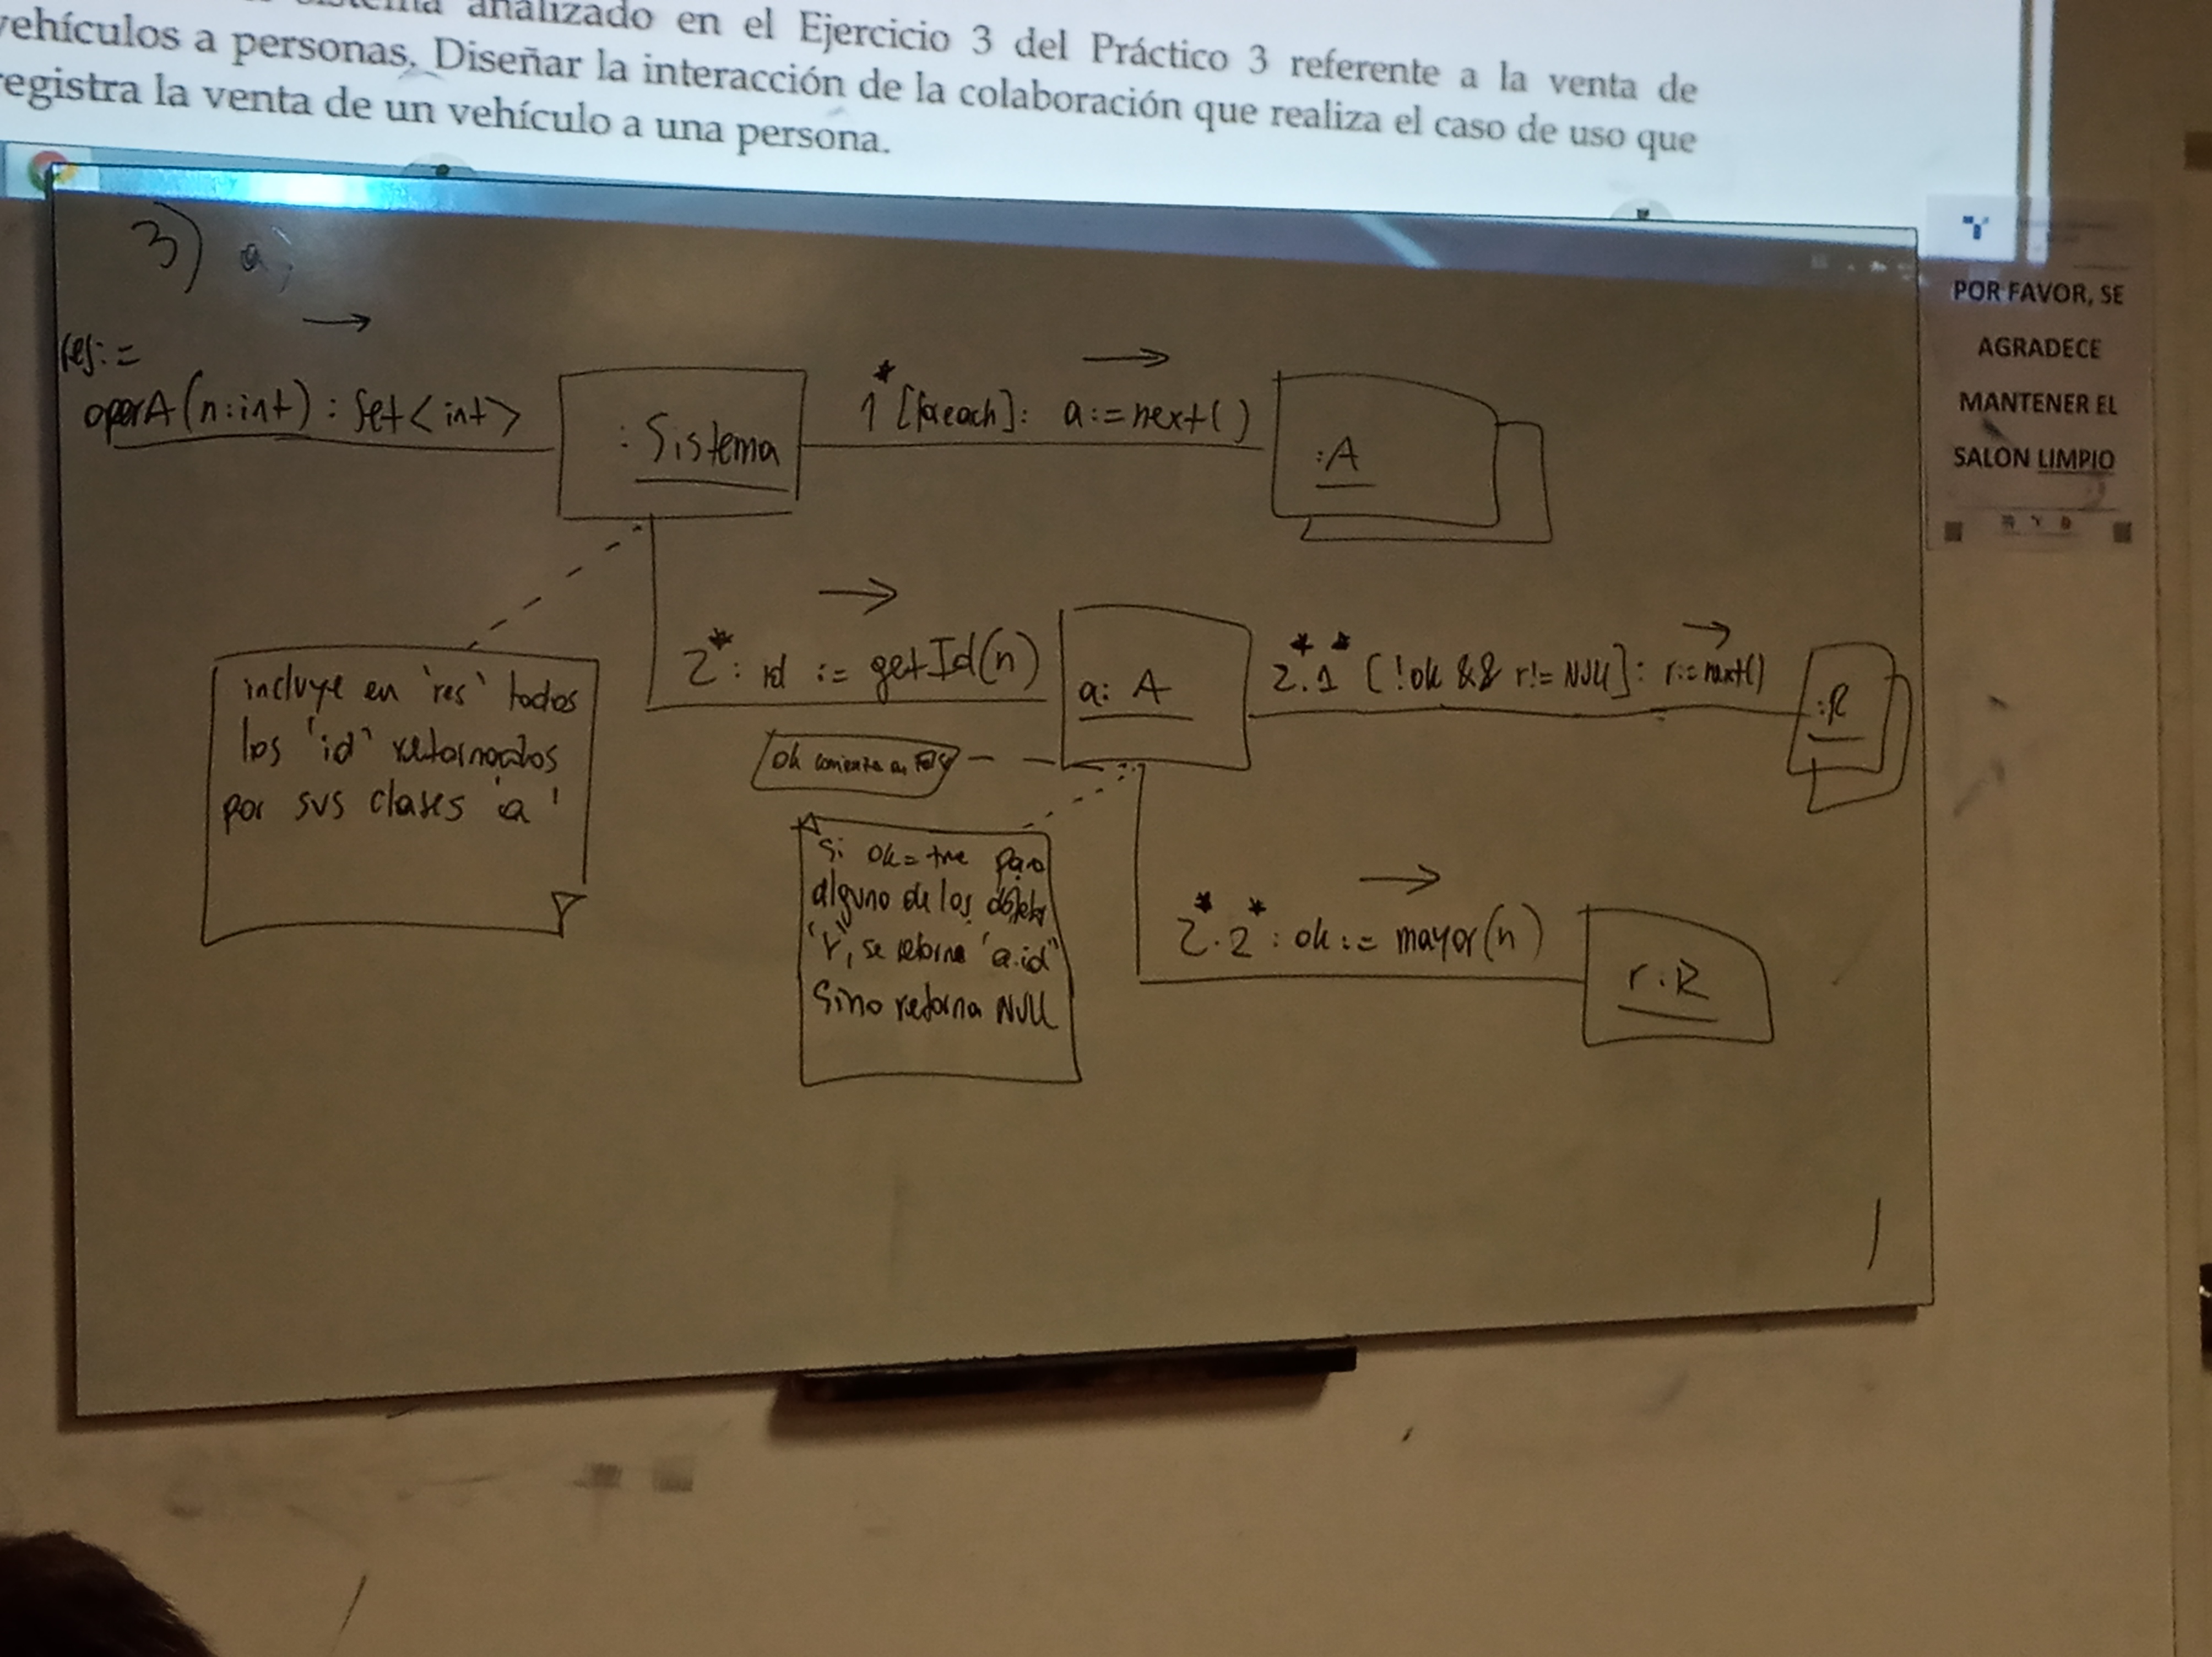 analizado en el Ejercicio 3 del Práctico 3 referente a la venta de
vehículos a personas. Diseñar la interacción de la colaboración que realiza el caso de uso que
registra la venta de un vehículo a una persona.
3) a)
res:=
operA(n:int) : Set<int>
:Sistema
1* [foreach]: a:=next()
:A
2*: id := getId(n)
a: A
2*.1* [!ok && r!= NULL]: r:=next()
:R
incluye en 'res' todos
los 'id' retornados
por sus clases 'a'
Ok comienza en
Si ok = true para
alguno de los objetos
'r', se retorna 'a.id'
Sino retorna NULL
2*.2*: ok := mayor(n)
r:R
POR FAVOR, SE
AGRADECE
MANTENER EL
SALON LIMPIO